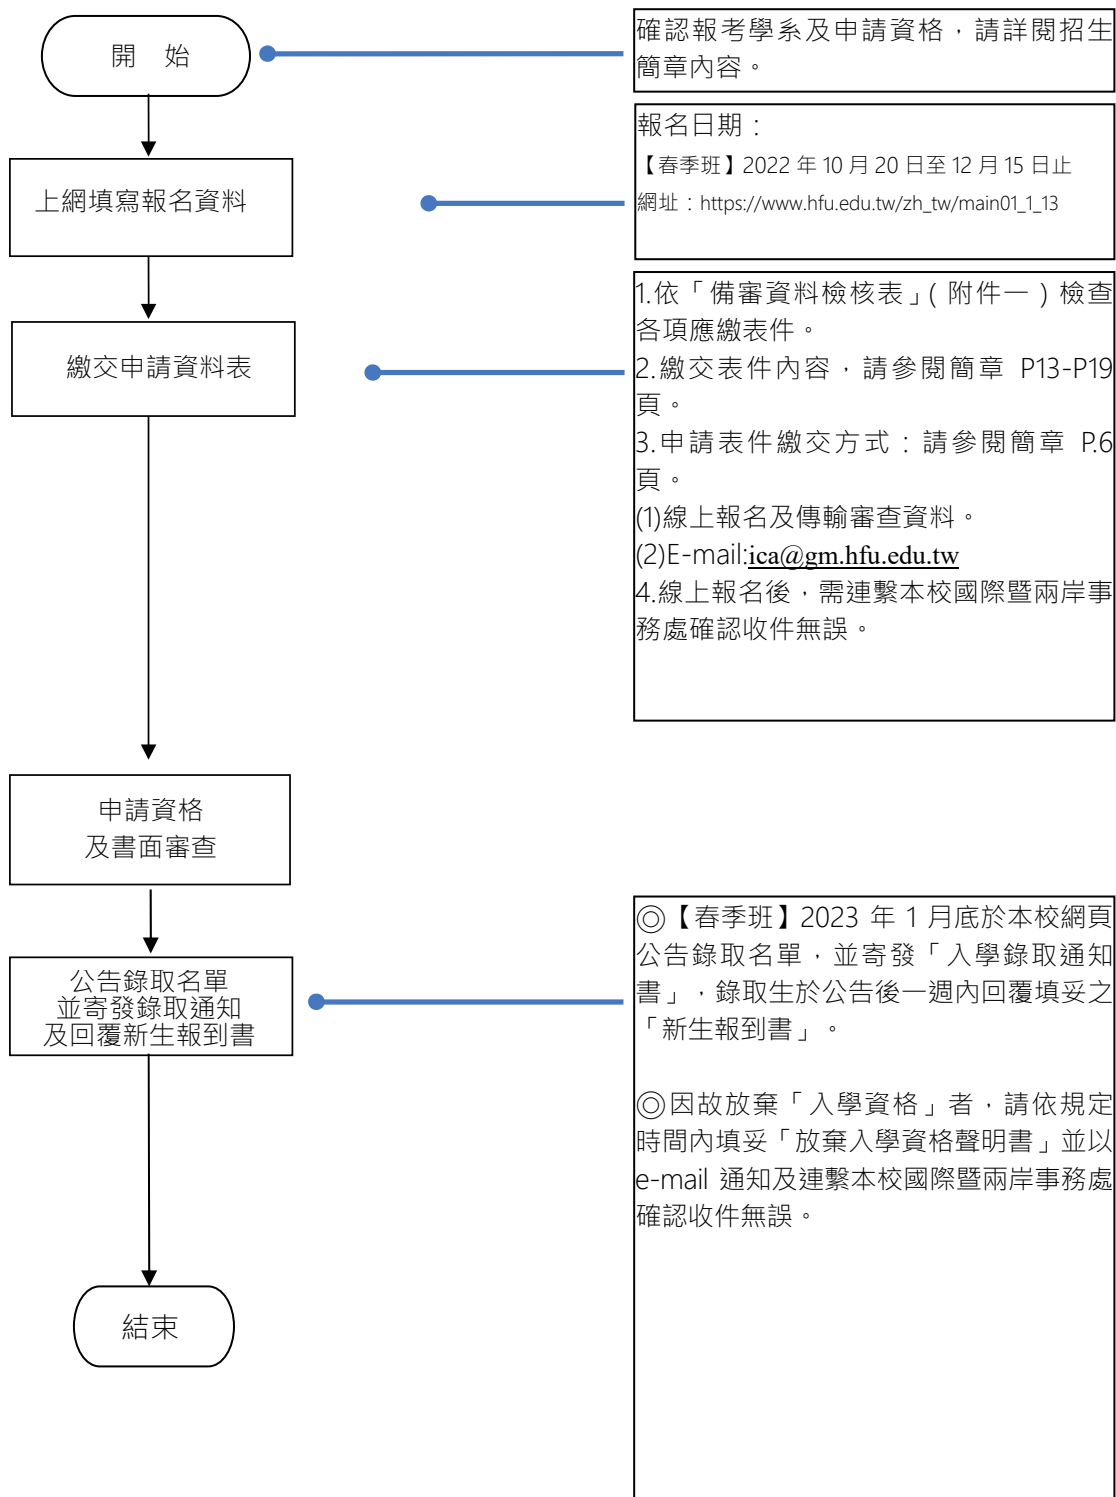 開 始
確認報考學系及申請資格，請詳閱招生
簡章內容。
上網填寫報名資料
報名日期：
【春季班】2022 年 10 月 20 日至 12 月 15 日止
網址：https://www.hfu.edu.tw/zh_tw/main01_1_13
繳交申請資料表
1.依「備審資料檢核表」(附件一)檢查
各項應繳表件。
2.繳交表件內容，請參閱簡章 P13-P19
頁。
3.申請表件繳交方式：請參閱簡章 P.6
頁。
(1)線上報名及傳輸審查資料。
(2)E-mail:ica@gm.hfu.edu.tw
4.線上報名後，需連繫本校國際暨兩岸事
務處確認收件無誤。
申請資格
及書面審查
公告錄取名單
並寄發錄取通知
及回覆新生報到書
◎【春季班】2023 年 1 月底於本校網頁
公告錄取名單，並寄發「入學錄取通知
書」，錄取生於公告後一週內回覆填妥之
「新生報到書」。
◎因故放棄「入學資格」者，請依規定
時間內填妥「放棄入學資格聲明書」並以
e-mail 通知及連繫本校國際暨兩岸事務處
確認收件無誤。
結束